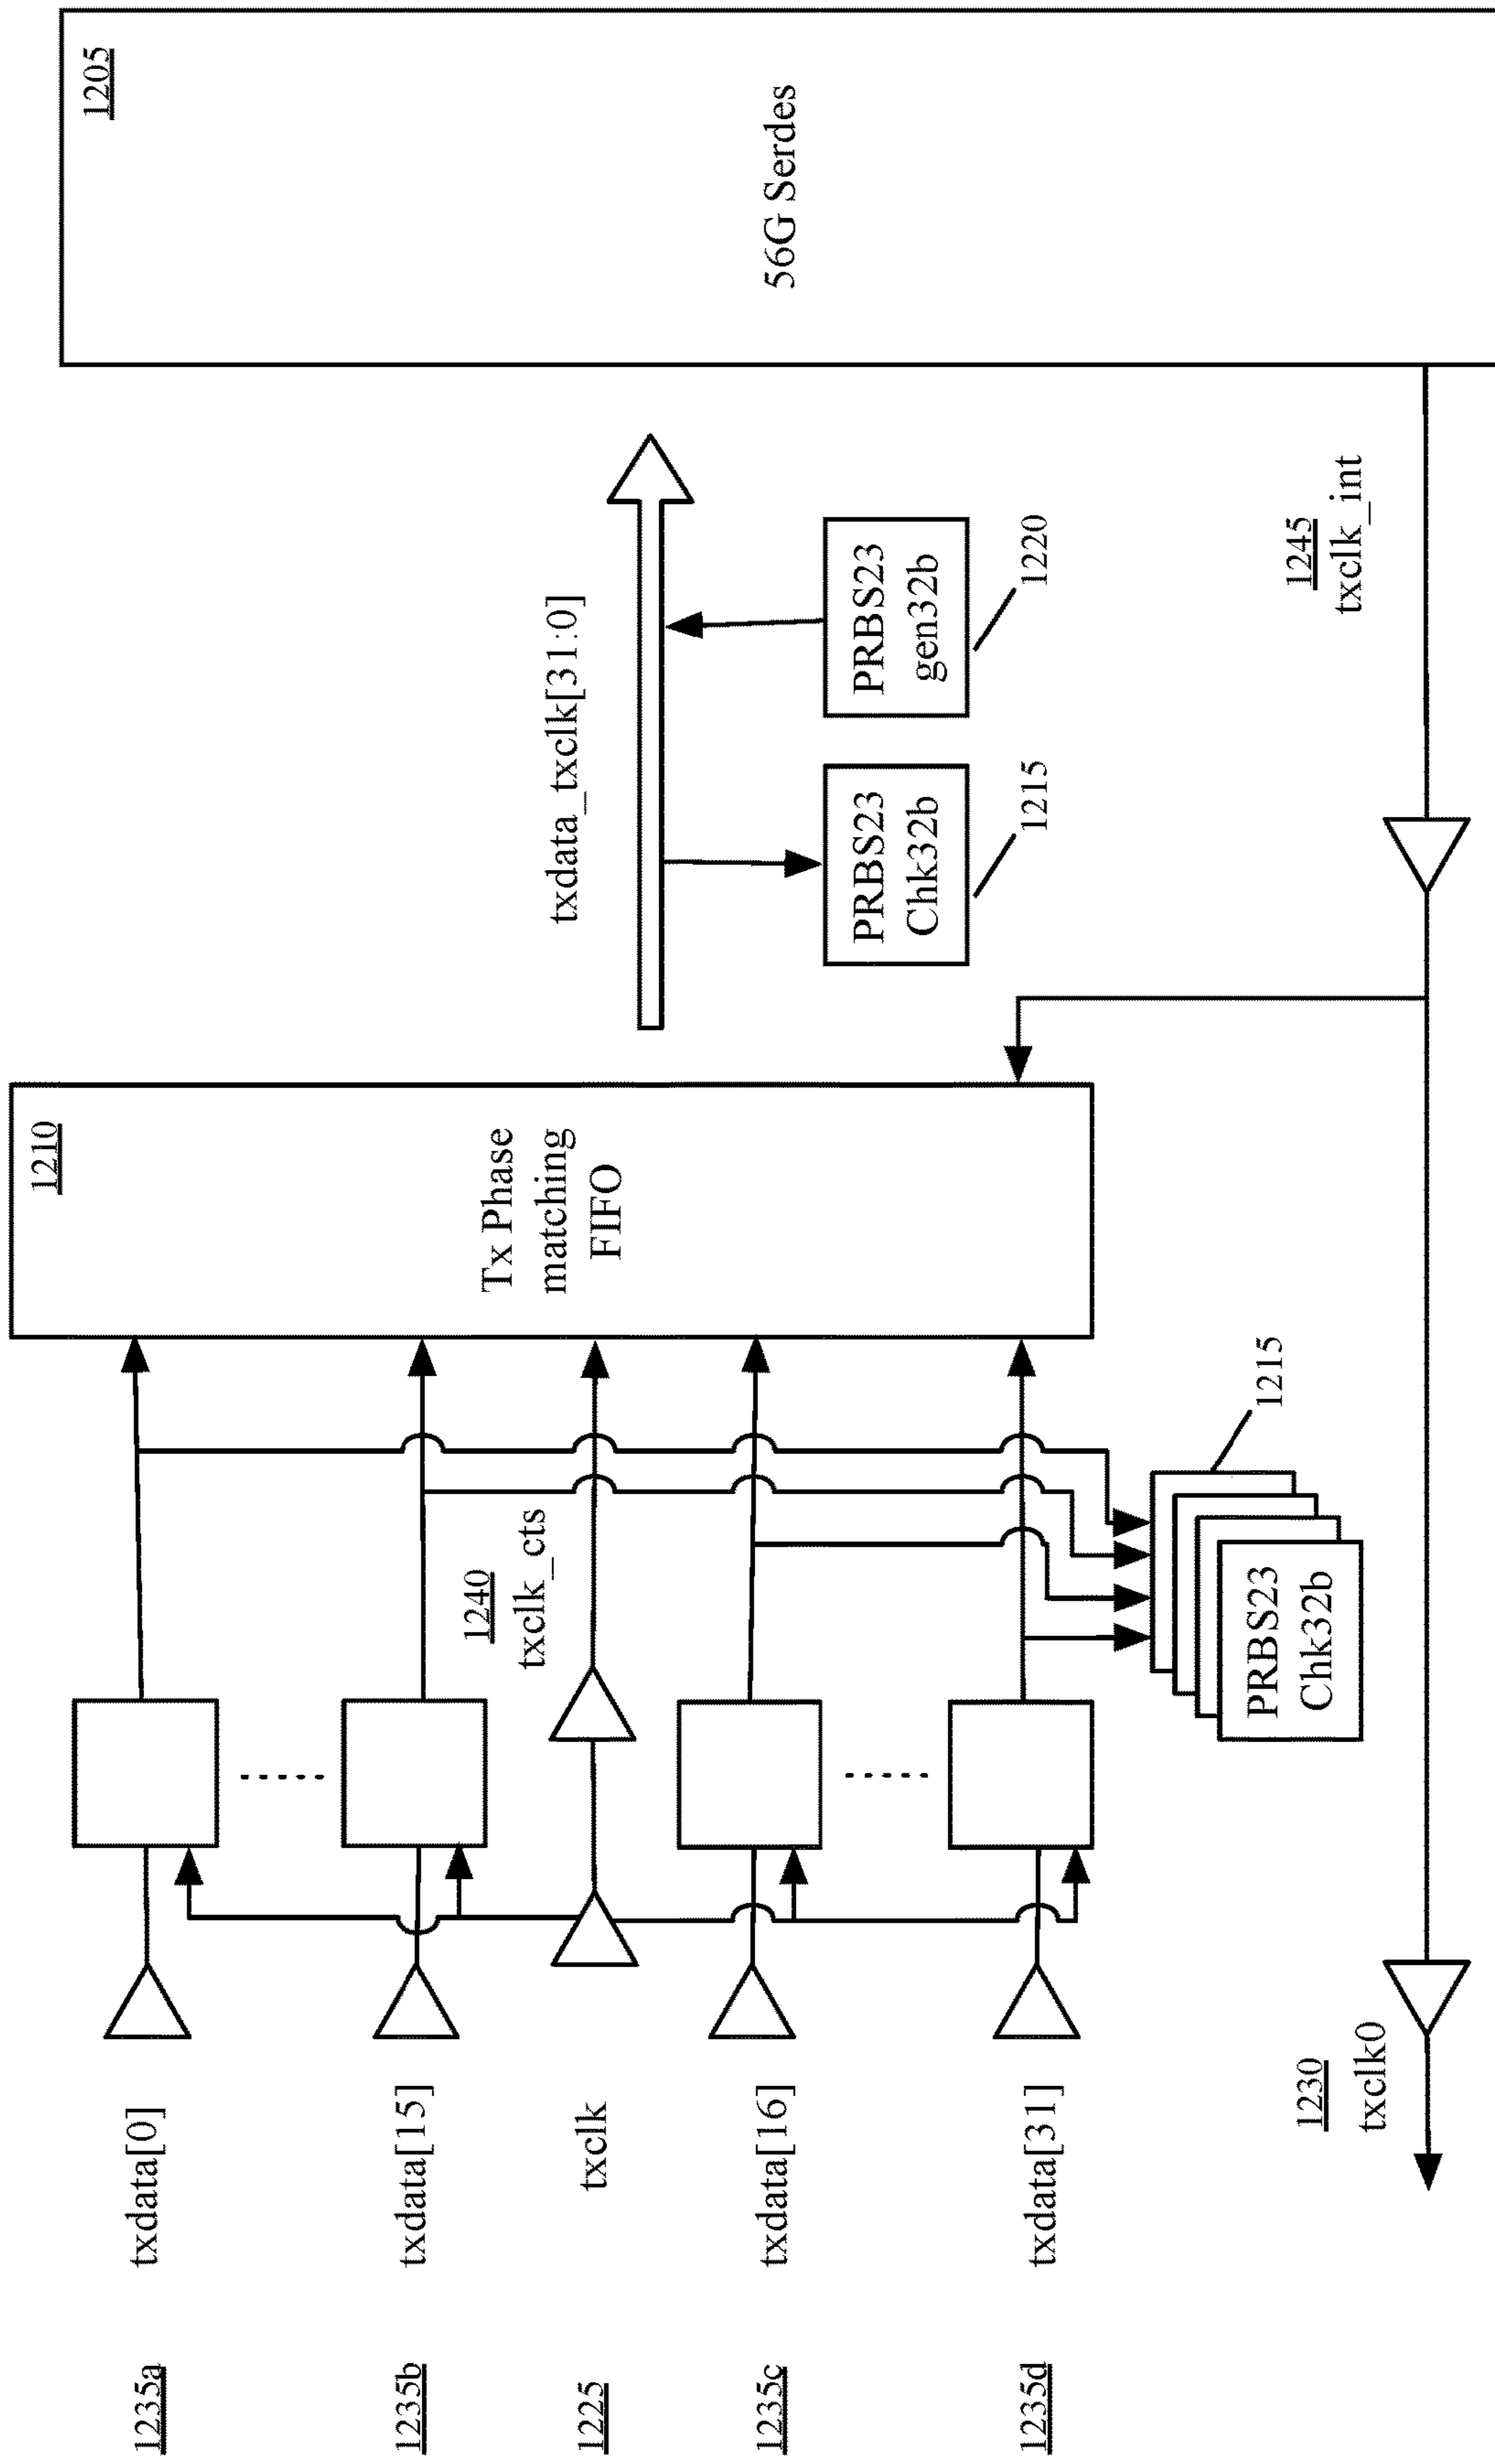 1235a
txdata[0]
1235b
txdata[15]
1225
txclk
1235c
txdata[16]
1235d
txdata[31]
1240
txclk_cts
1210
Tx Phase
matching
FIFO
1205
56G Serdes
txdata_txclk[31:0]
PRBS23
Chk32b
1215
PRBS23
gen32b
1220
PRBS23
Chk32b
1215
1230
txclk0
1245
txclk_int